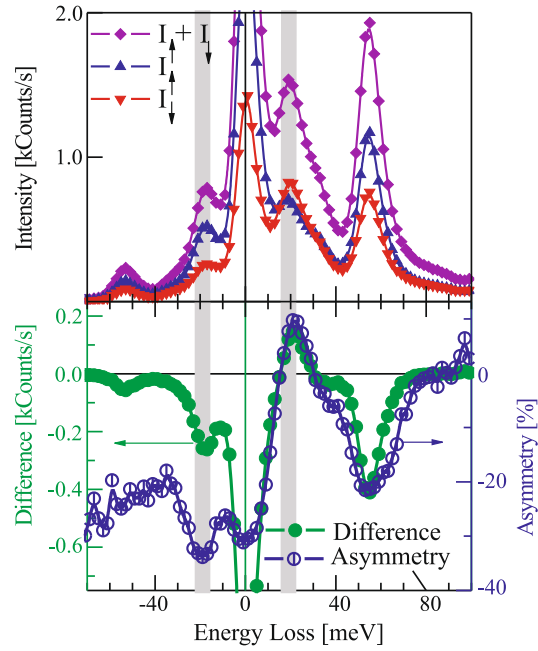 2.0
I↑ + I↓
I↑
I↓
1.0
Intensity [kCounts/s]
0.2
0.0
-0.2
-0.4
-0.6
Difference [kCounts/s]
0
-20
-40
Asymmetry [%]
Difference
Asymmetry
-40 0 40 80
Energy Loss [meV]